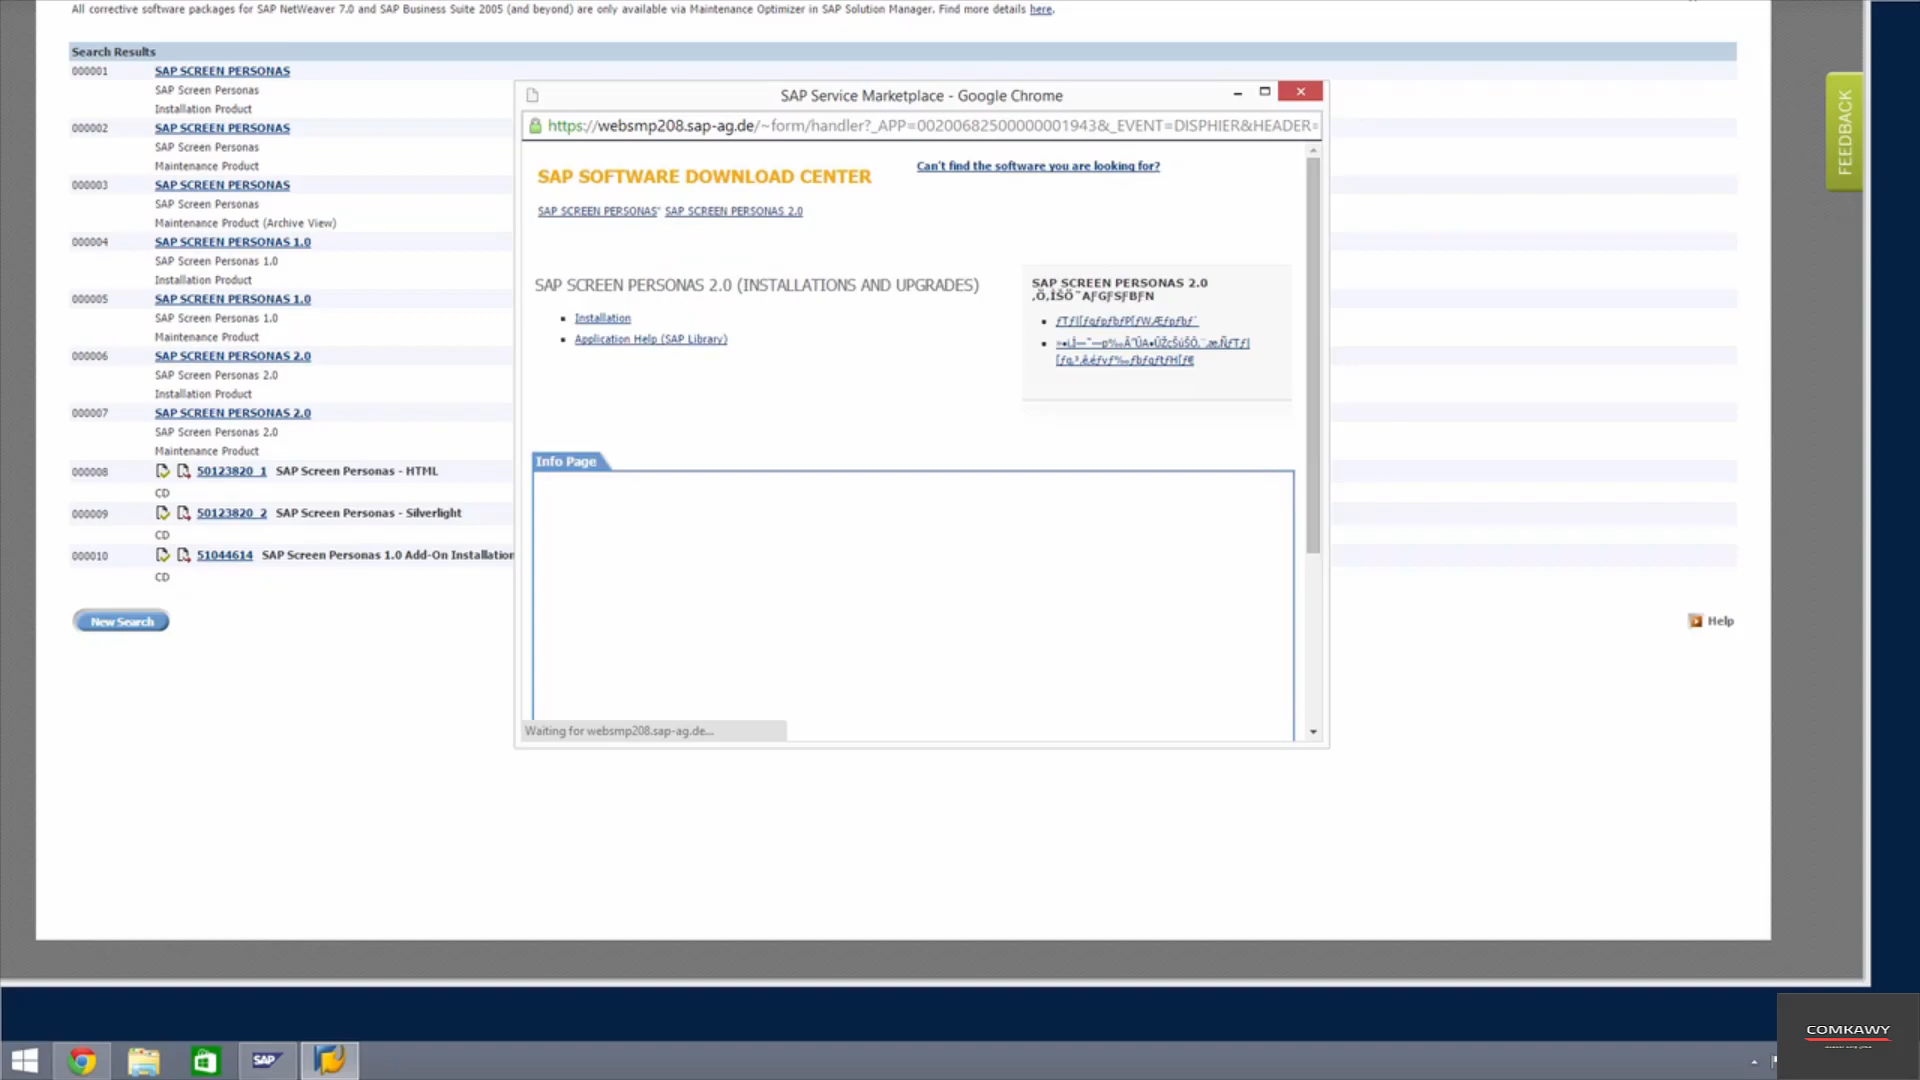 All corrective software packages for SAP NetWeaver 7.0 and SAP Business Suite 2005 (and beyond) are only available via Maintenance Optimizer in SAP Solution Manager. Find more details here.
Search Results
000001 SAP SCREEN PERSONAS
SAP Screen Personas
Installation Product
000002 SAP SCREEN PERSONAS
SAP Screen Personas
Maintenance Product
000003 SAP SCREEN PERSONAS
SAP Screen Personas
Maintenance Product (Archive View)
000004 SAP SCREEN PERSONAS 1.0
SAP Screen Personas 1.0
Installation Product
000005 SAP SCREEN PERSONAS 1.0
SAP Screen Personas 1.0
Maintenance Product
000006 SAP SCREEN PERSONAS 2.0
SAP Screen Personas 2.0
Installation Product
000007 SAP SCREEN PERSONAS 2.0
SAP Screen Personas 2.0
Maintenance Product
000008 50123820_1 SAP Screen Personas - HTML
CD
000009 50123820_2 SAP Screen Personas - Silverlight
CD
000010 51044614 SAP Screen Personas 1.0 Add-On Installation
CD
New Search
Help
FEEDBACK
SAP Service Marketplace - Google Chrome
https://websmp208.sap-ag.de/~form/handler?_APP=00200682500000001943&_EVENT=DISPHIER&HEADER=
SAP SOFTWARE DOWNLOAD CENTER
Can't find the software you are looking for?
SAP SCREEN PERSONAS" SAP SCREEN PERSONAS 2.0
SAP SCREEN PERSONAS 2.0 (INSTALLATIONS AND UPGRADES)
Installation
Application Help (SAP Library)
SAP SCREEN PERSONAS 2.0
Info Page
Waiting for websmp208.sap-ag.de...
SAP
COMKAWY